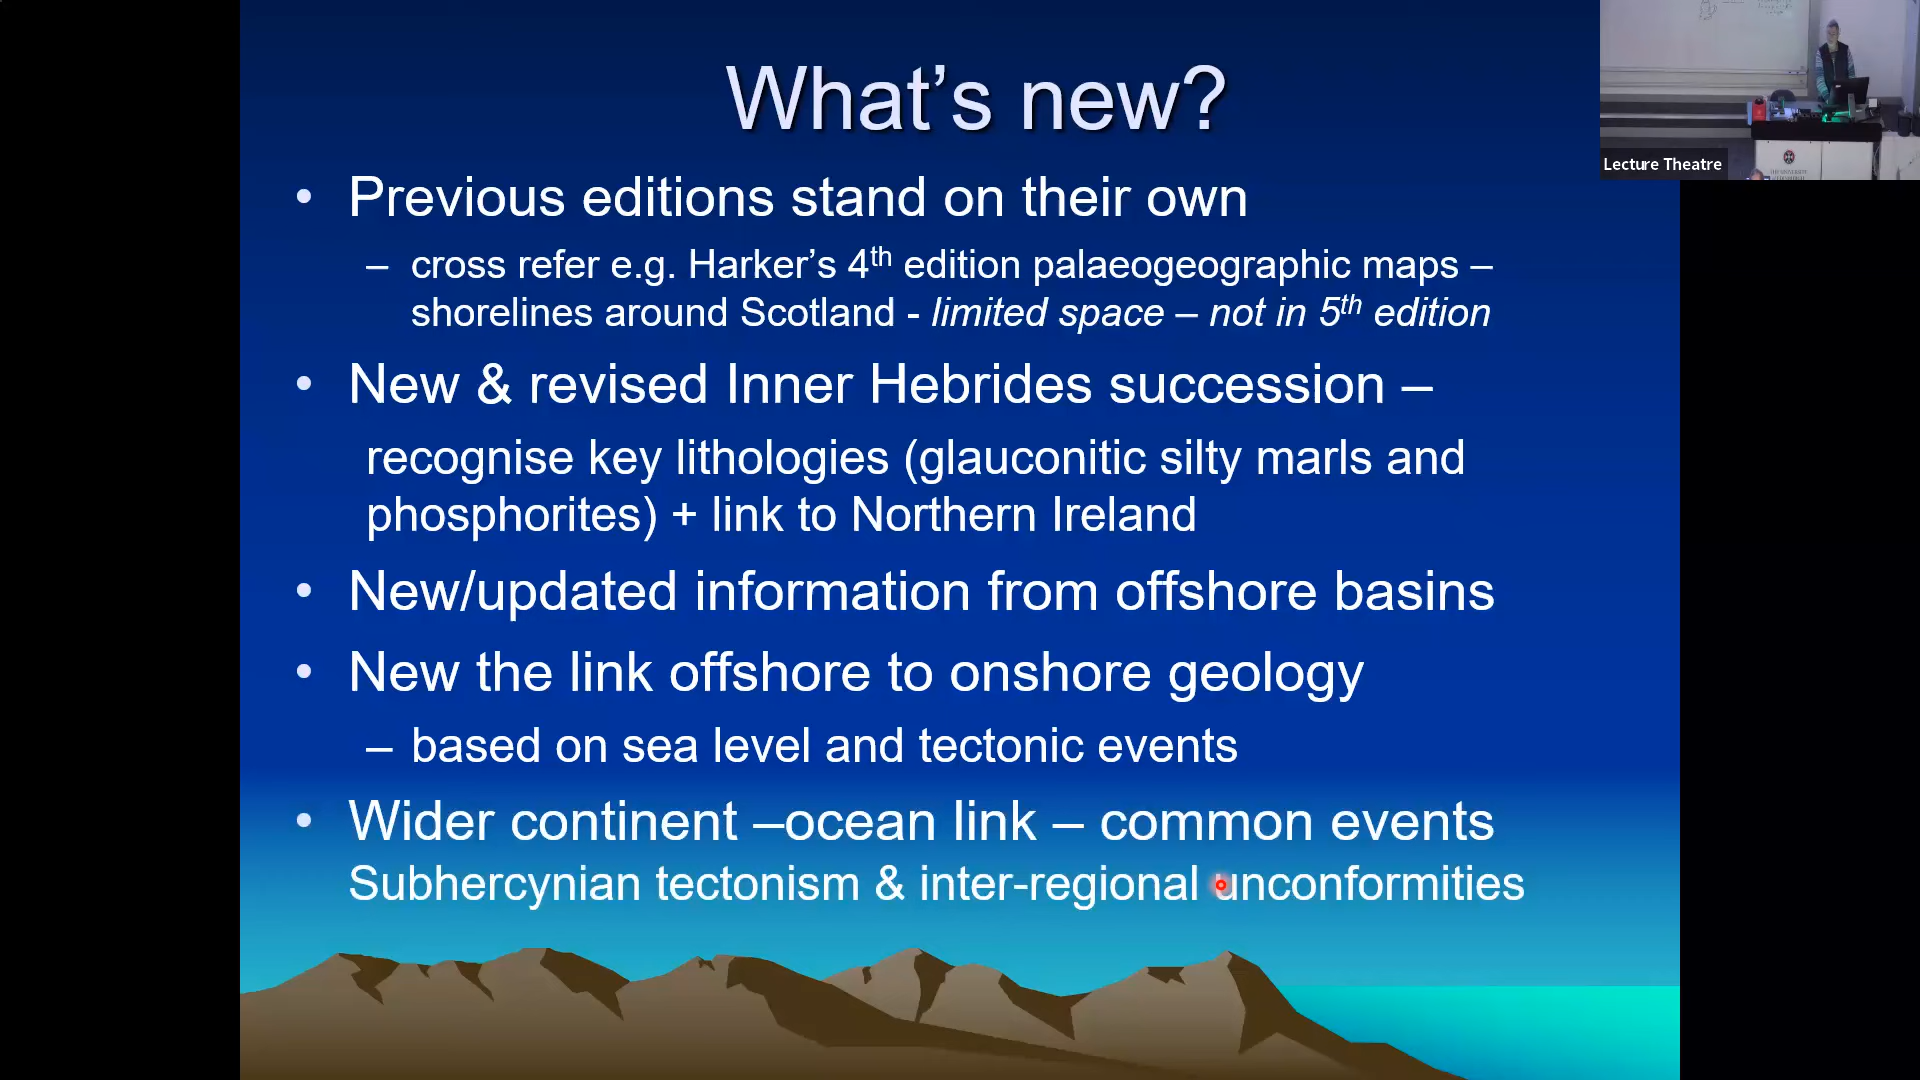 What's new?
Lecture Theatre
• Previous editions stand on their own
– cross refer e.g. Harker's 4th edition palaeogeographic maps –
shorelines around Scotland - limited space – not in 5th edition
• New & revised Inner Hebrides succession –
recognise key lithologies (glauconitic silty marls and
phosphorites) + link to Northern Ireland
• New/updated information from offshore basins
• New the link offshore to onshore geology
– based on sea level and tectonic events
• Wider continent –ocean link – common events
Subhercynian tectonism & inter-regional unconformities